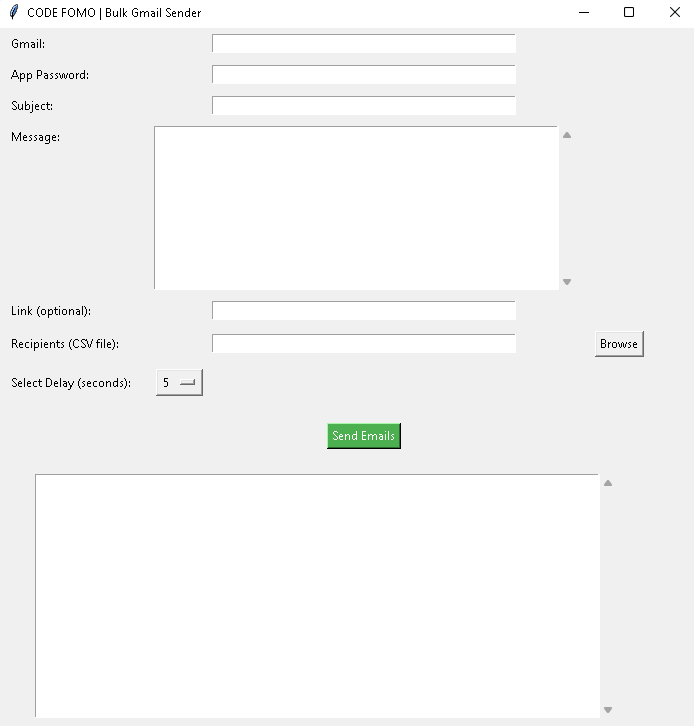 CODE FOMO | Bulk Gmail Sender
Gmail:
App Password:
Subject:
Message:
Link (optional):
Recipients (CSV file):
Browse
Select Delay (seconds):
5
Send Emails